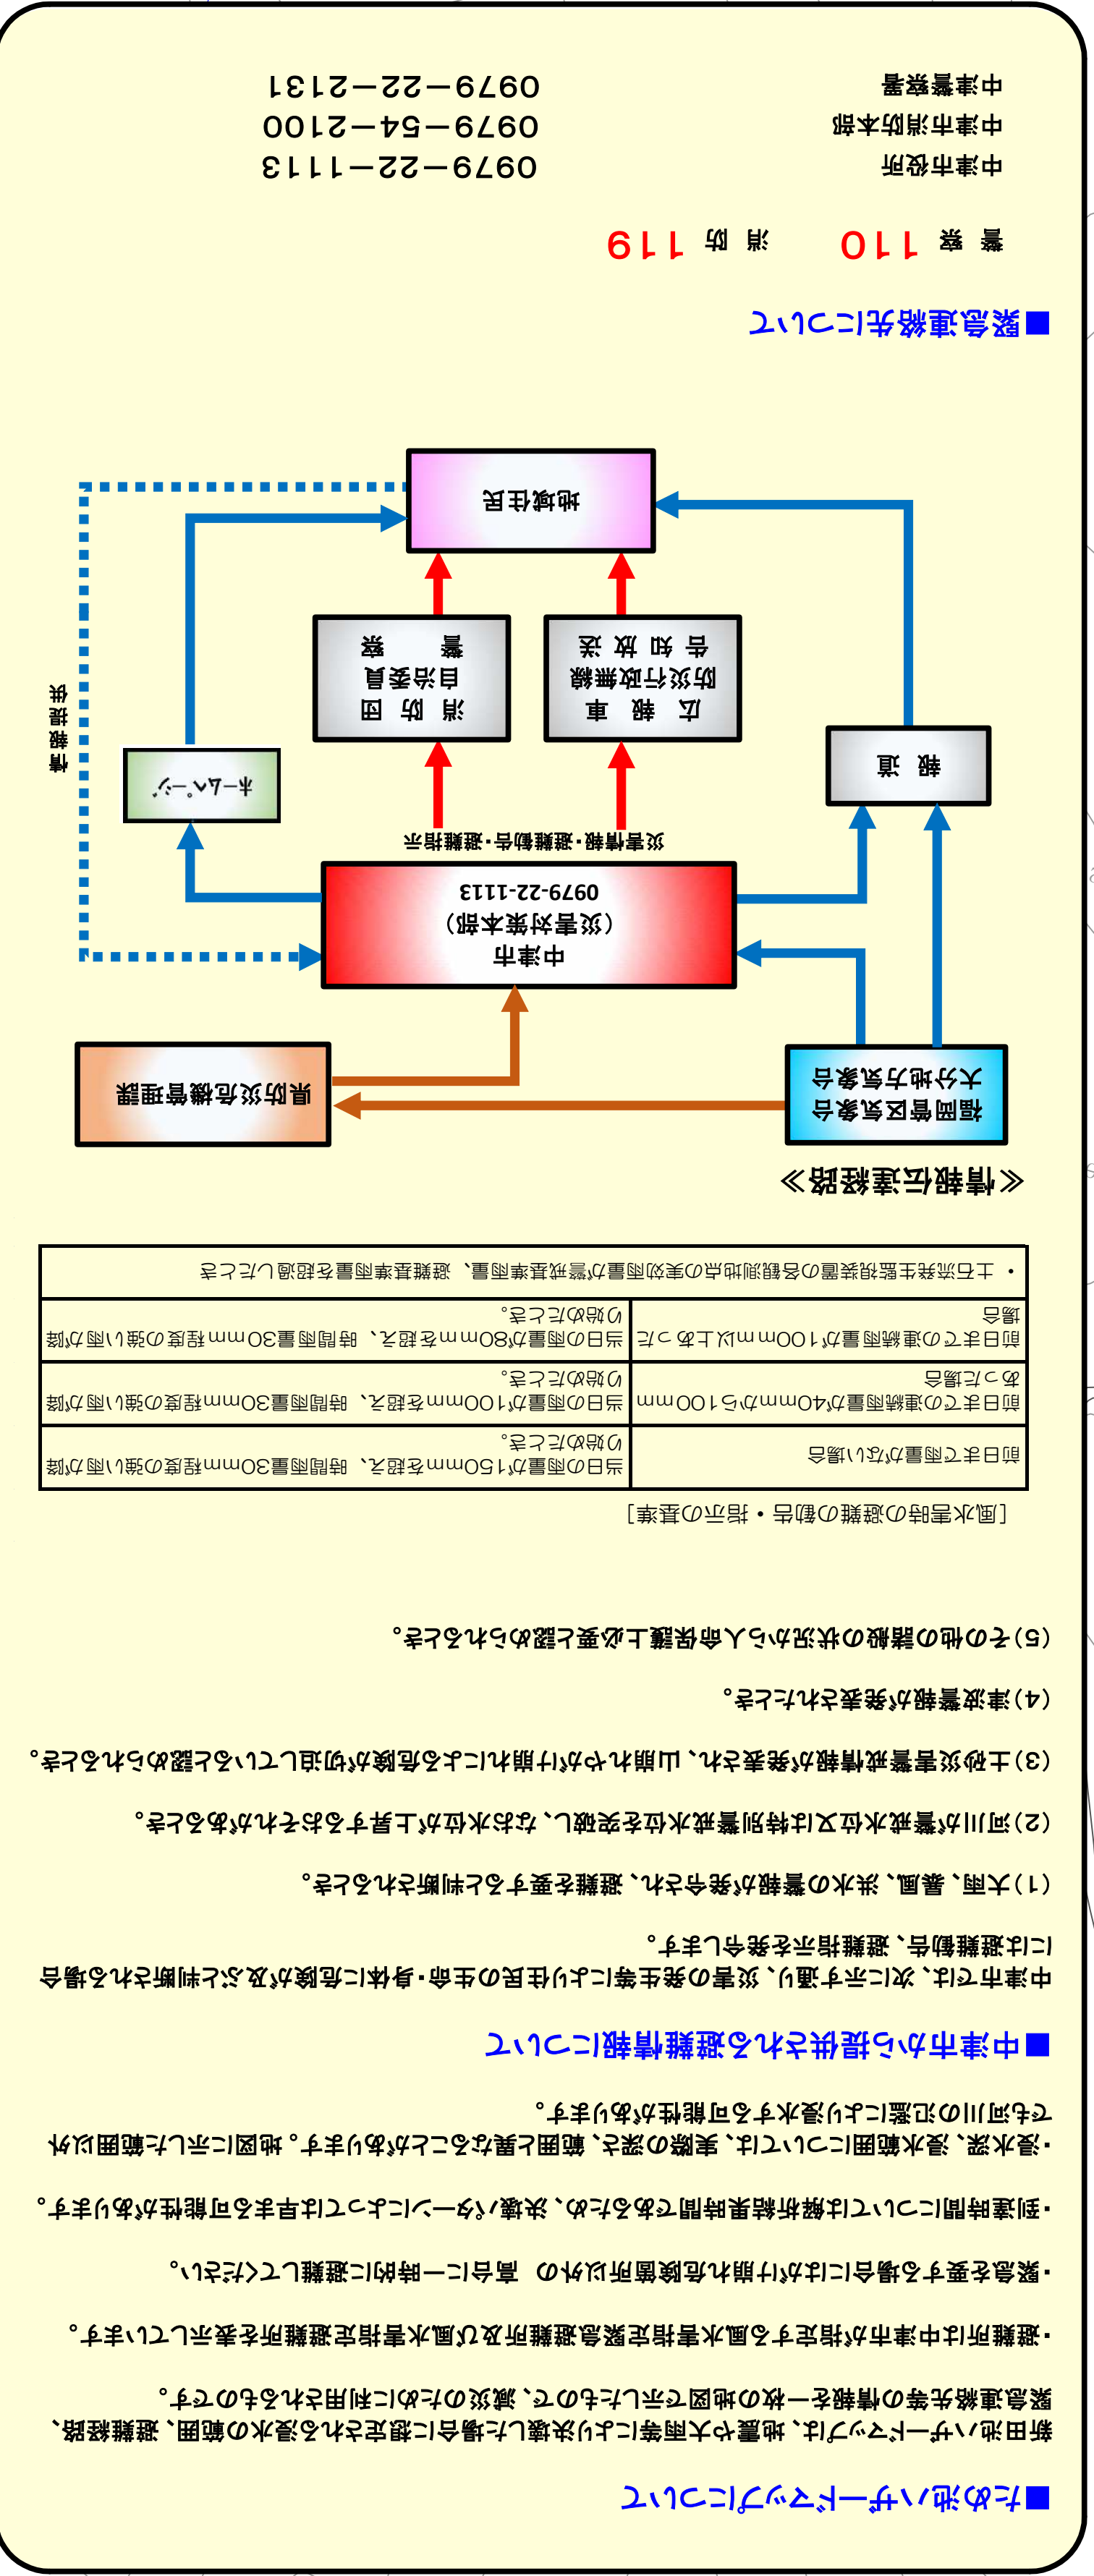 ■ため池ハザードマップについて
新田池ハザードマップは、地震や大雨等により決壊した場合に想定される浸水の範囲、避難経路、
緊急連絡先等の情報を一枚の地図で示したもので、減災のために利用されるものです。
・避難所は中津市が指定する風水害指定緊急避難所及び風水害指定避難所を表示しています。
・緊急を要する場合にはがけ崩れ危険箇所以外の 高台に一時的に避難してください。
・到達時間については解析結果時間であるため、決壊パターンによっては早まる可能性があります。
・浸水深、浸水範囲については、実際の深さ、範囲と異なることがあります。地図に示した範囲以外
でも河川の氾濫により浸水する可能性があります。
■中津市から提供される避難情報について
中津市では、次に示す通り、災害の発生等により住民の生命・身体に危険が及ぶと判断される場合
には避難勧告、避難指示を発令します。
(1)大雨、暴風、洪水の警報が発令され、避難を要すると判断されるとき。
(2)河川が警戒水位又は特別警戒水位を突破し、なお水位が上昇するおそれがあるとき。
(3)土砂災害警戒情報が発表され、山崩れやがけ崩れによる危険が切迫していると認められるとき。
(4)津波警報が発表されたとき。
(5)その他の諸般の状況から人命保護上必要と認められるとき。
[風水害時の避難の勧告・指示の基準]
前日まで雨量がない場合
当日の雨量が150mmを超え、時間雨量30mm程度の強い雨が降
り始めたとき。
前日までの連続雨量が40mmから100mm
あった場合
当日の雨量が100mmを超え、時間雨量30mm程度の強い雨が降
り始めたとき。
前日までの連続雨量が100mm以上あった
場合
当日の雨量が80mmを超え、時間雨量30mm程度の強い雨が降
り始めたとき。
・ 土石流発生監視装置の各観測地点の実効雨量が警戒基準雨量、避難基準雨量を超過したとき
≪情報伝達経路≫
福岡管区気象台
大分地方気象台
県防災危機管理課
中津市
(災害対策本部)
0979-22-1113
災害情報・避難勧告・避難指示
報 道
ホームページ
情報提供
広 報 車
防災行政無線
告 知 放 送
消 防 団
自治委員
警 察
地域住民
■緊急連絡先について
警 察 110 消 防 119
中津市役所 0979-22-1113
中津市消防本部 0979-54-2100
中津警察署 0979-22-2131